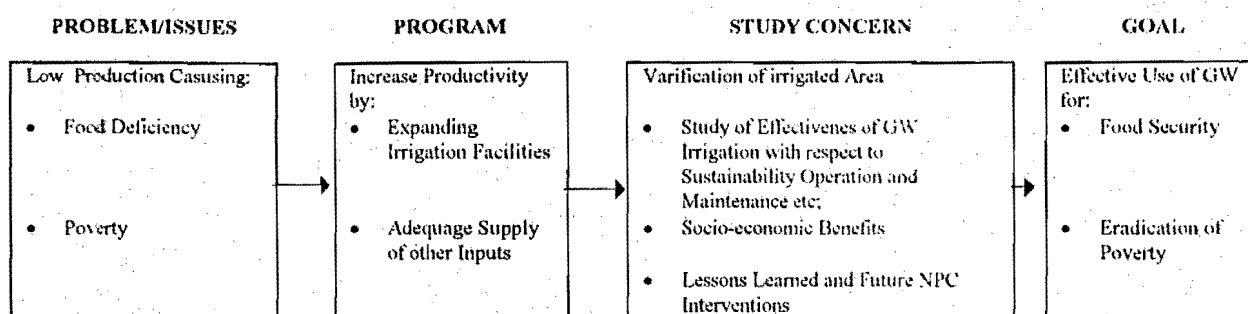 PROBLEM/ISSUES
Low Production Casusing:
• Food Deficiency
• Poverty
PROGRAM
Increase Productivity
by:
• Expanding
Irrigation Facilities
• Adequage Supply
of other Inputs
STUDY CONCERN
Varification of irrigated Area
• Study of Effectivenes of GW
Irrigation with respect to
Sustainability Operation and
Maintenance etc;
• Socio-economic Benefits
• Lessons Learned and Future NPC
Interventions
GOAL
Effective Use of GW
for:
• Food Security
• Eradication of
Poverty